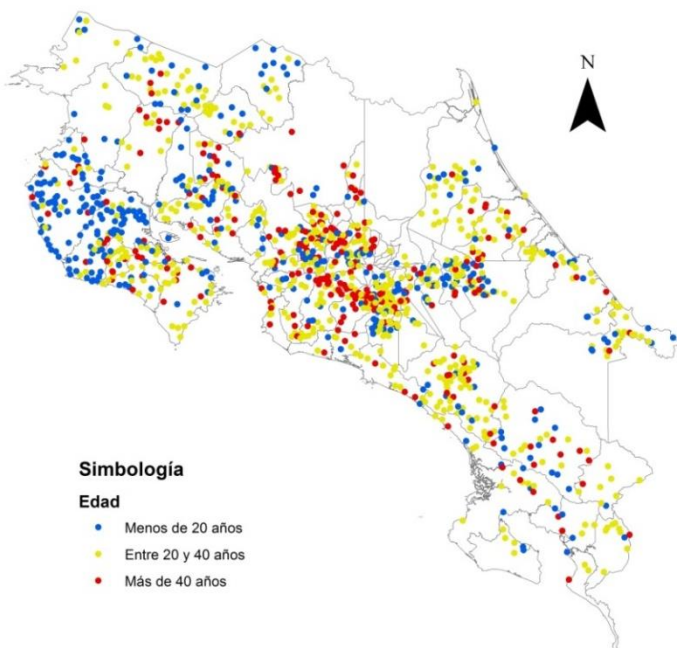 N
Simbología
Edad
Menos de 20 años
Entre 20 y 40 años
Más de 40 años